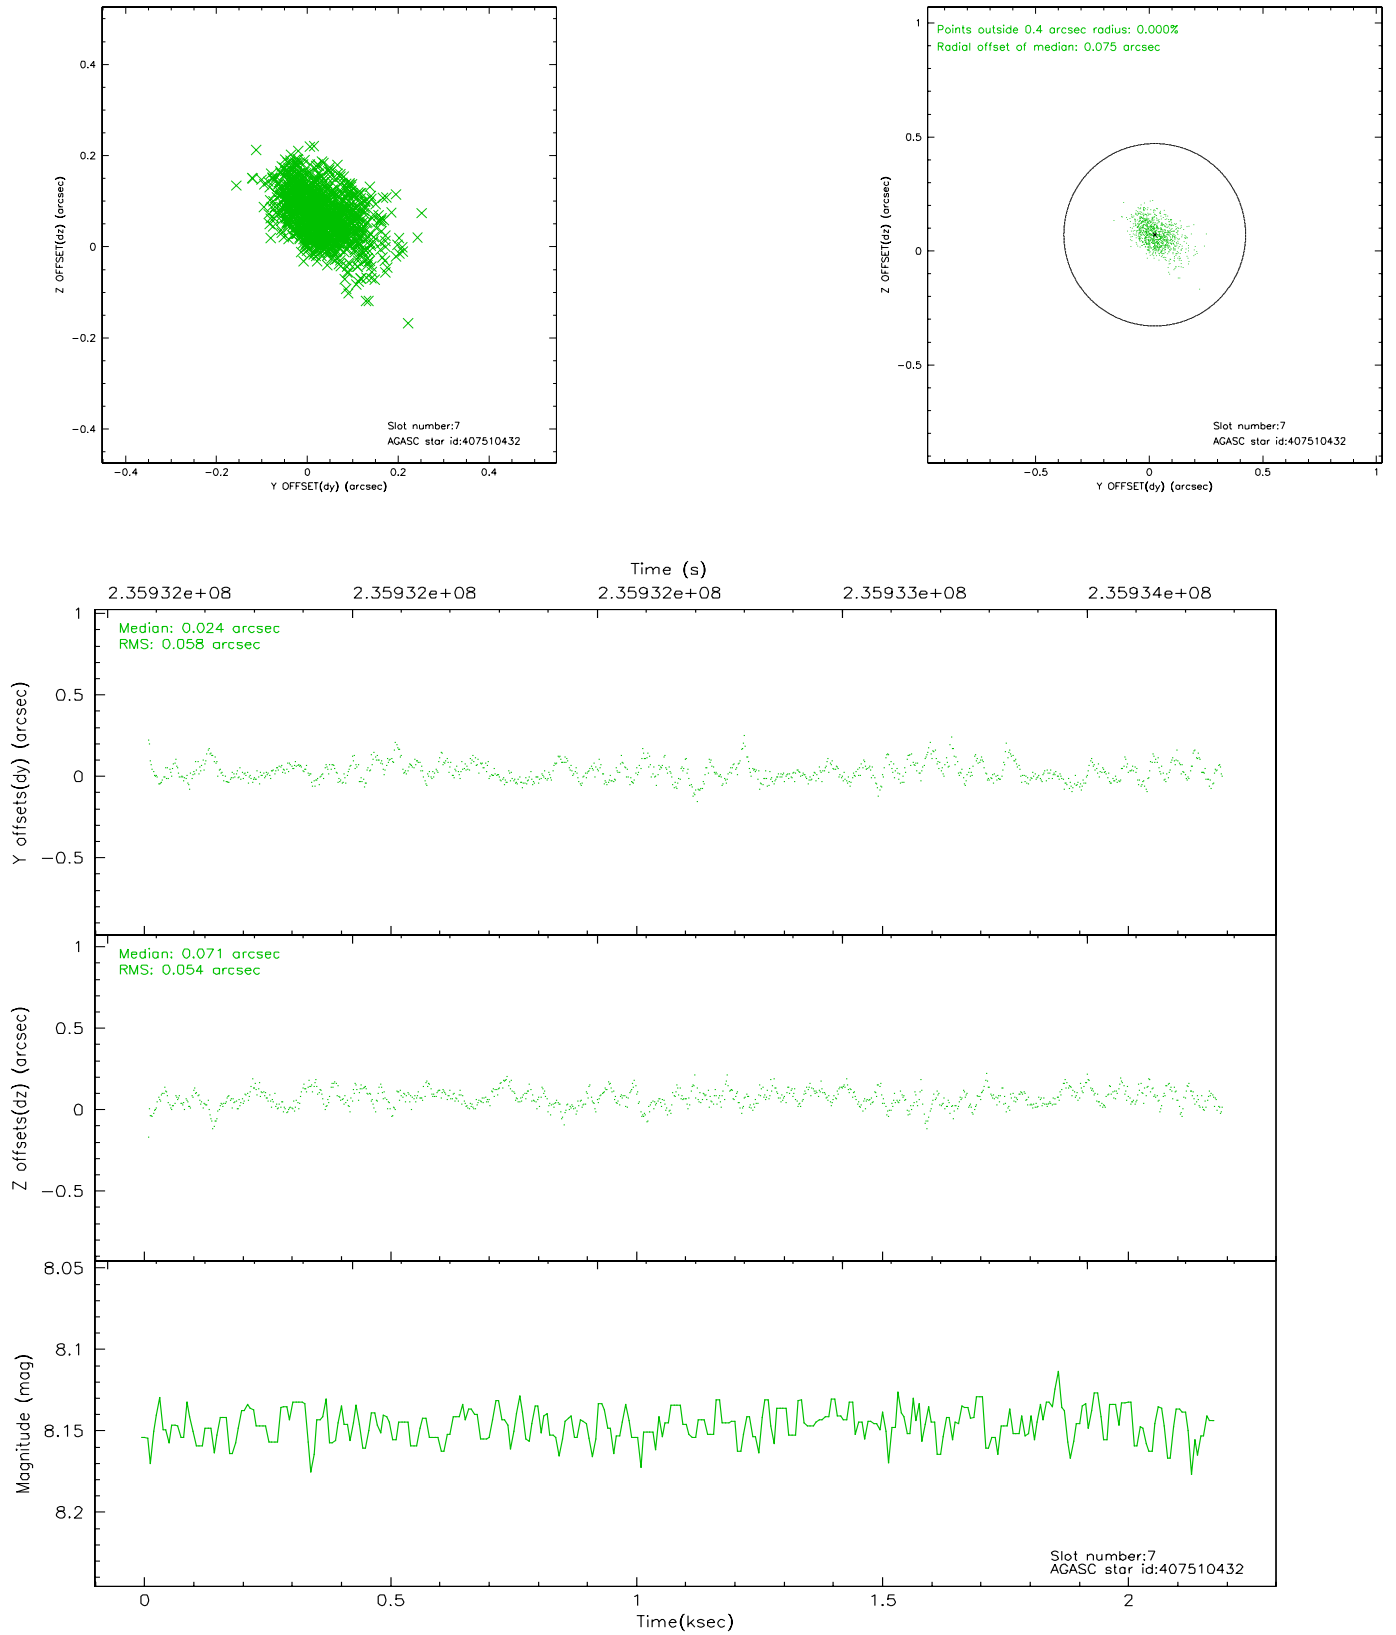 0.4
0.2
0
−0.2
−0.4
Z OFFSET(dz) (arcsec)
Slot number:7
AGASC star id:407510432
−0.4 −0.2 0 0.2 0.4
Y OFFSET(dy) (arcsec)
Points outside 0.4 arcsec radius: 0.000%
Radial offset of median: 0.075 arcsec
1
0.5
0
−0.5
Z OFFSET(dz) (arcsec)
Slot number:7
AGASC star id:407510432
−0.5 0 0.5 1
Y OFFSET(dy) (arcsec)
Time (s)
2.35932e+08 2.35932e+08 2.35932e+08 2.35933e+08 2.35934e+08
Median: 0.024 arcsec
RMS: 0.058 arcsec
1
0.5
0
−0.5
Y offsets(dy) (arcsec)
Median: 0.071 arcsec
RMS: 0.054 arcsec
1
0.5
0
−0.5
Z offsets(dz) (arcsec)
8.05
8.1
8.15
8.2
Magnitude (mag)
Slot number:7
AGASC star id:407510432
0 0.5 1 1.5 2
Time(ksec)